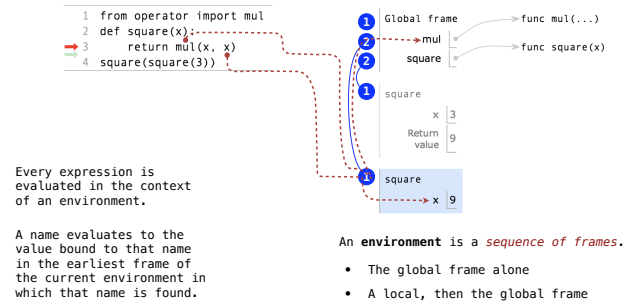 1 from operator import mul
2 def square(x):
3 return mul(x, x)
4 square(square(3))
1 Global frame
func mul(...)
2 mul
func square(x)
2 square
1 square
x 3
Return
value 9
1 square
x 9
Every expression is
evaluated in the context
of an environment.
A name evaluates to the
value bound to that name
in the earliest frame of
the current environment in
which that name is found.
An environment is a sequence of frames.
• The global frame alone
• A local, then the global frame